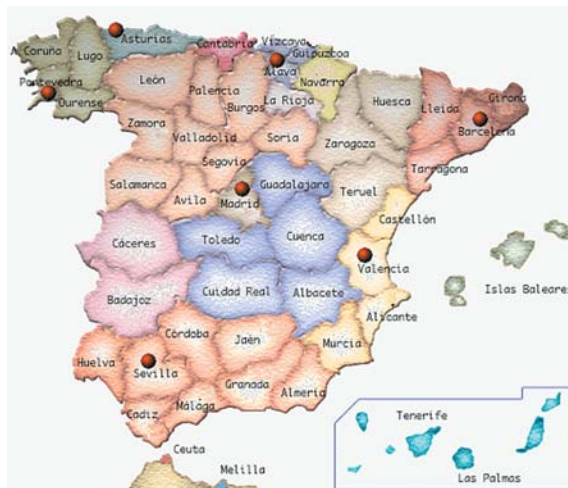 A Coruña
Lugo
Asturias
Cantabria
Vizcaya
Guipuzcoa
Alava
Navarra
Pontevedra
Ourense
León
Palencia
Burgos
La Rioja
Huesca
Lleida
Girona
Barcelona
Zamora
Valladolid
Soria
Zaragoza
Segovia
Tarragona
Salamanca
Avila
Madrid
Guadalajara
Teruel
Castellón
Cáceres
Toledo
Cuenca
Valencia
Islas Baleares
Badajoz
Cuidad Real
Albacete
Alicante
Murcia
Córdoba
Jaén
Huelva
Sevilla
Granada
Almería
Cadiz
Málaga
Ceuta
Melilla
Tenerife
Las Palmas